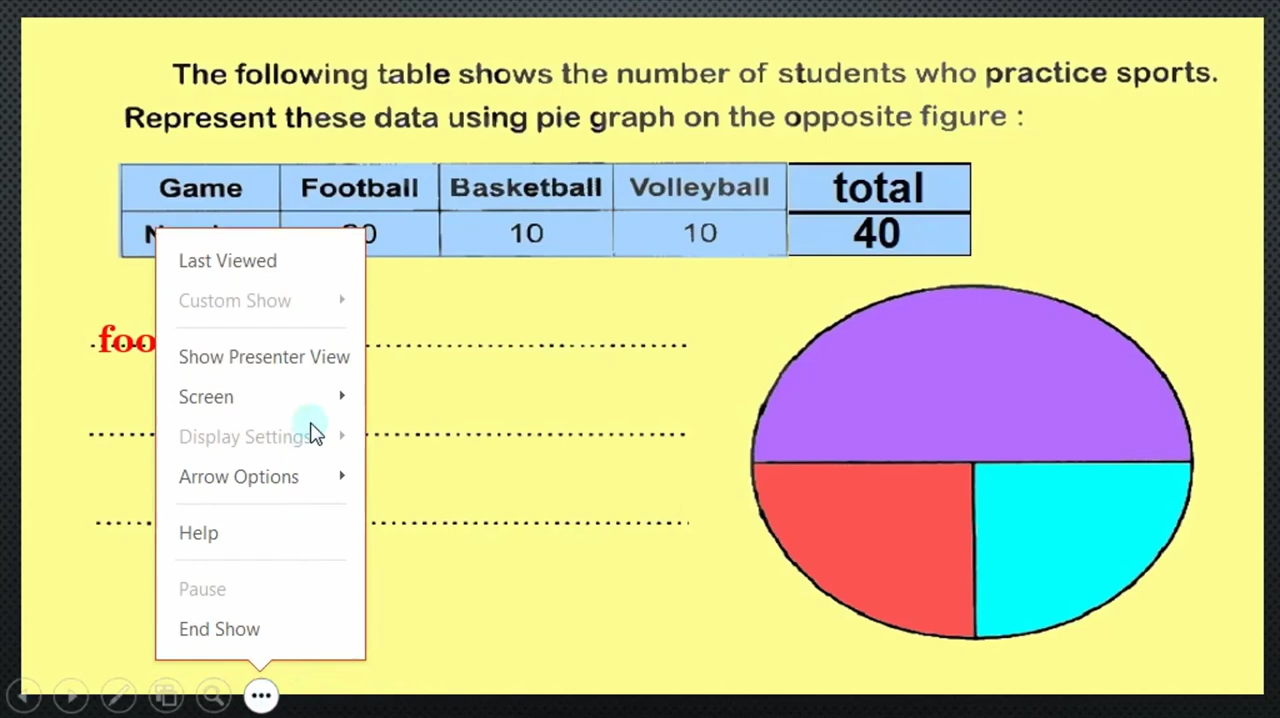 The following table shows the number of students who practice sports.
Represent these data using pie graph on the opposite figure :
Game Football Basketball Volleyball total
10 10 40
Last Viewed
Custom Show
foo
Show Presenter View
Screen
Display Settings
Arrow Options
Help
Pause
End Show